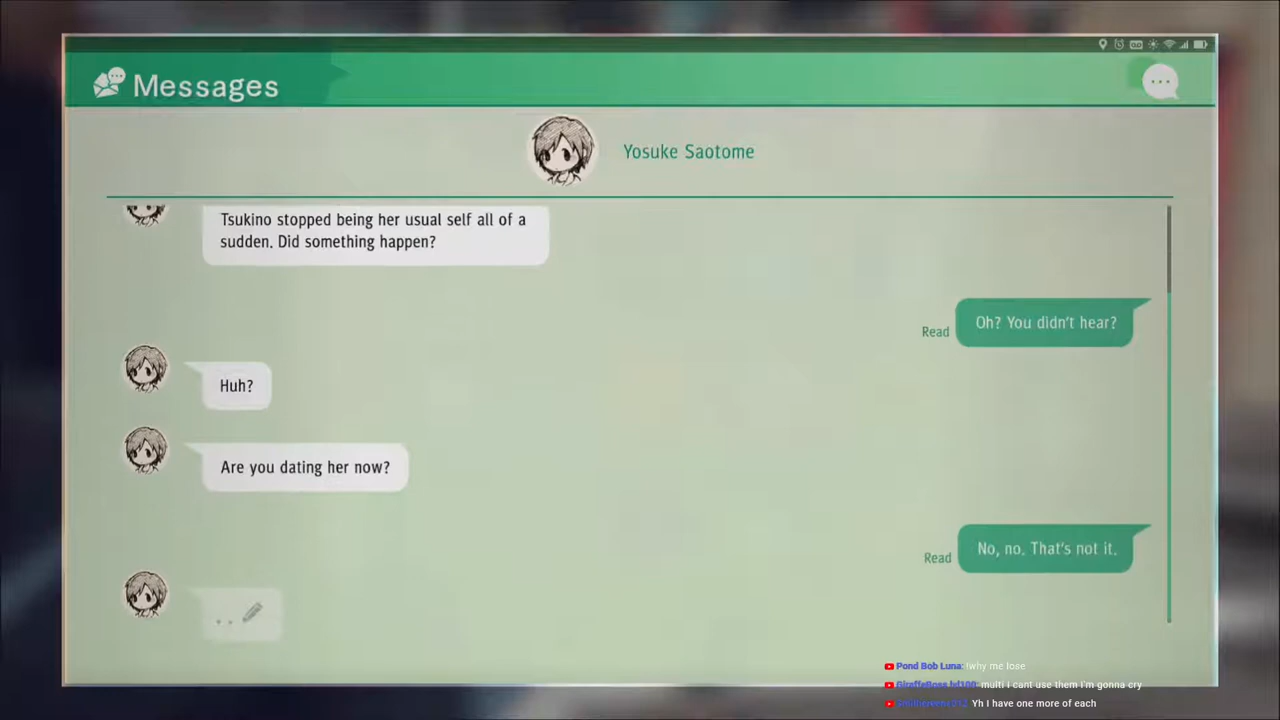 Messages
Yosuke Saotome
Tsukino stopped being her usual self all of a
sudden. Did something happen?
Oh? You didn't hear?
Read
Huh?
Are you dating her now?
No, no. That's not it.
Read
Pond Bob Luna: !why me lose
multi i cant use them I'm gonna cry
Yh I have one more of each